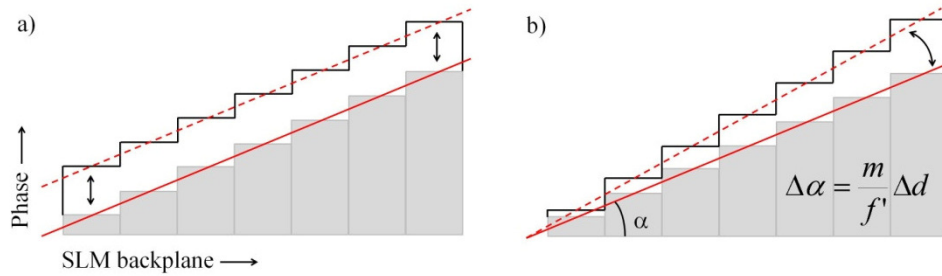 a)
Phase ⟶
SLM backplane ⟶
b)
α
Δα = m/f' Δd